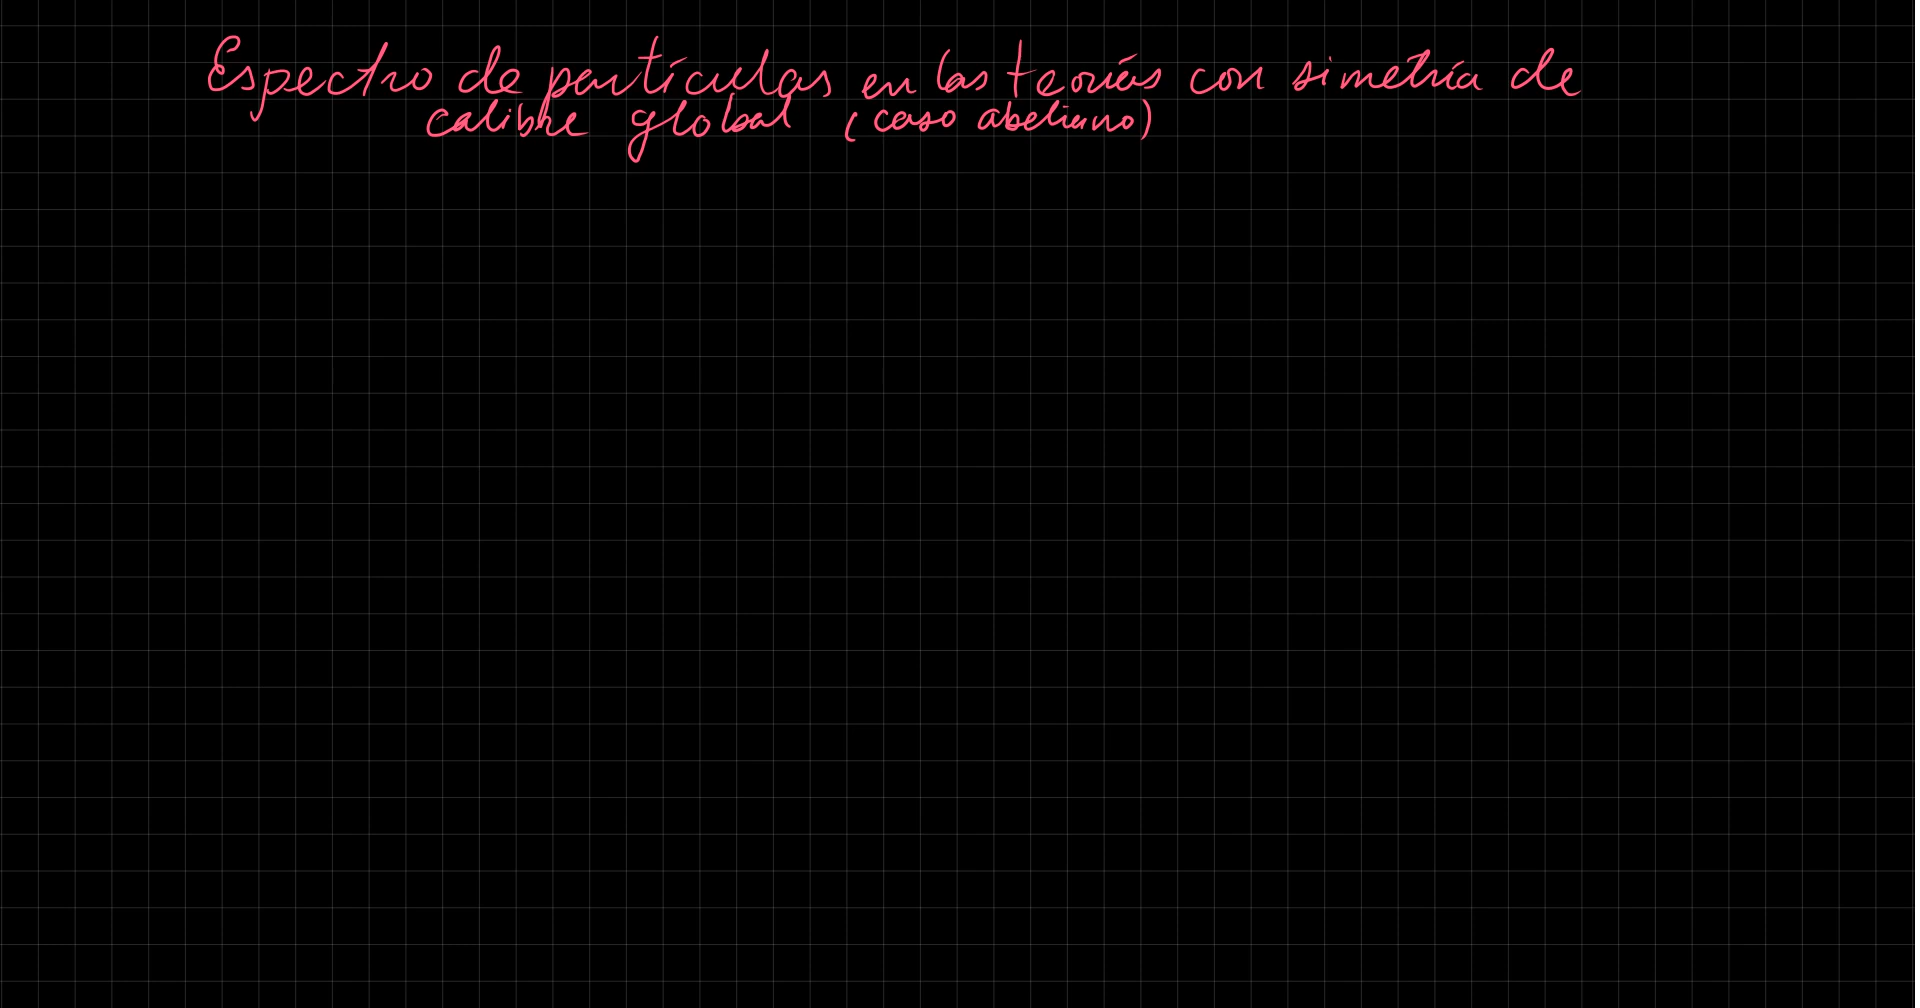 Espectro de partículas en las teorías con simetría de
calibre global (caso abeliano)